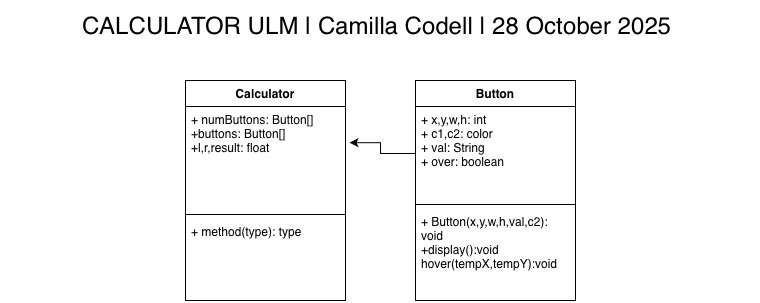 CALCULATOR ULM | Camilla Codell | 28 October 2025
Calculator
+ numButtons: Button[]
+buttons: Button[]
+l,r,result: float
+ method(type): type
Button
+ x,y,w,h: int
+ c1,c2: color
+ val: String
+ over: boolean
+ Button(x,y,w,h,val,c2):
void
+display():void
hover(tempX,tempY):void